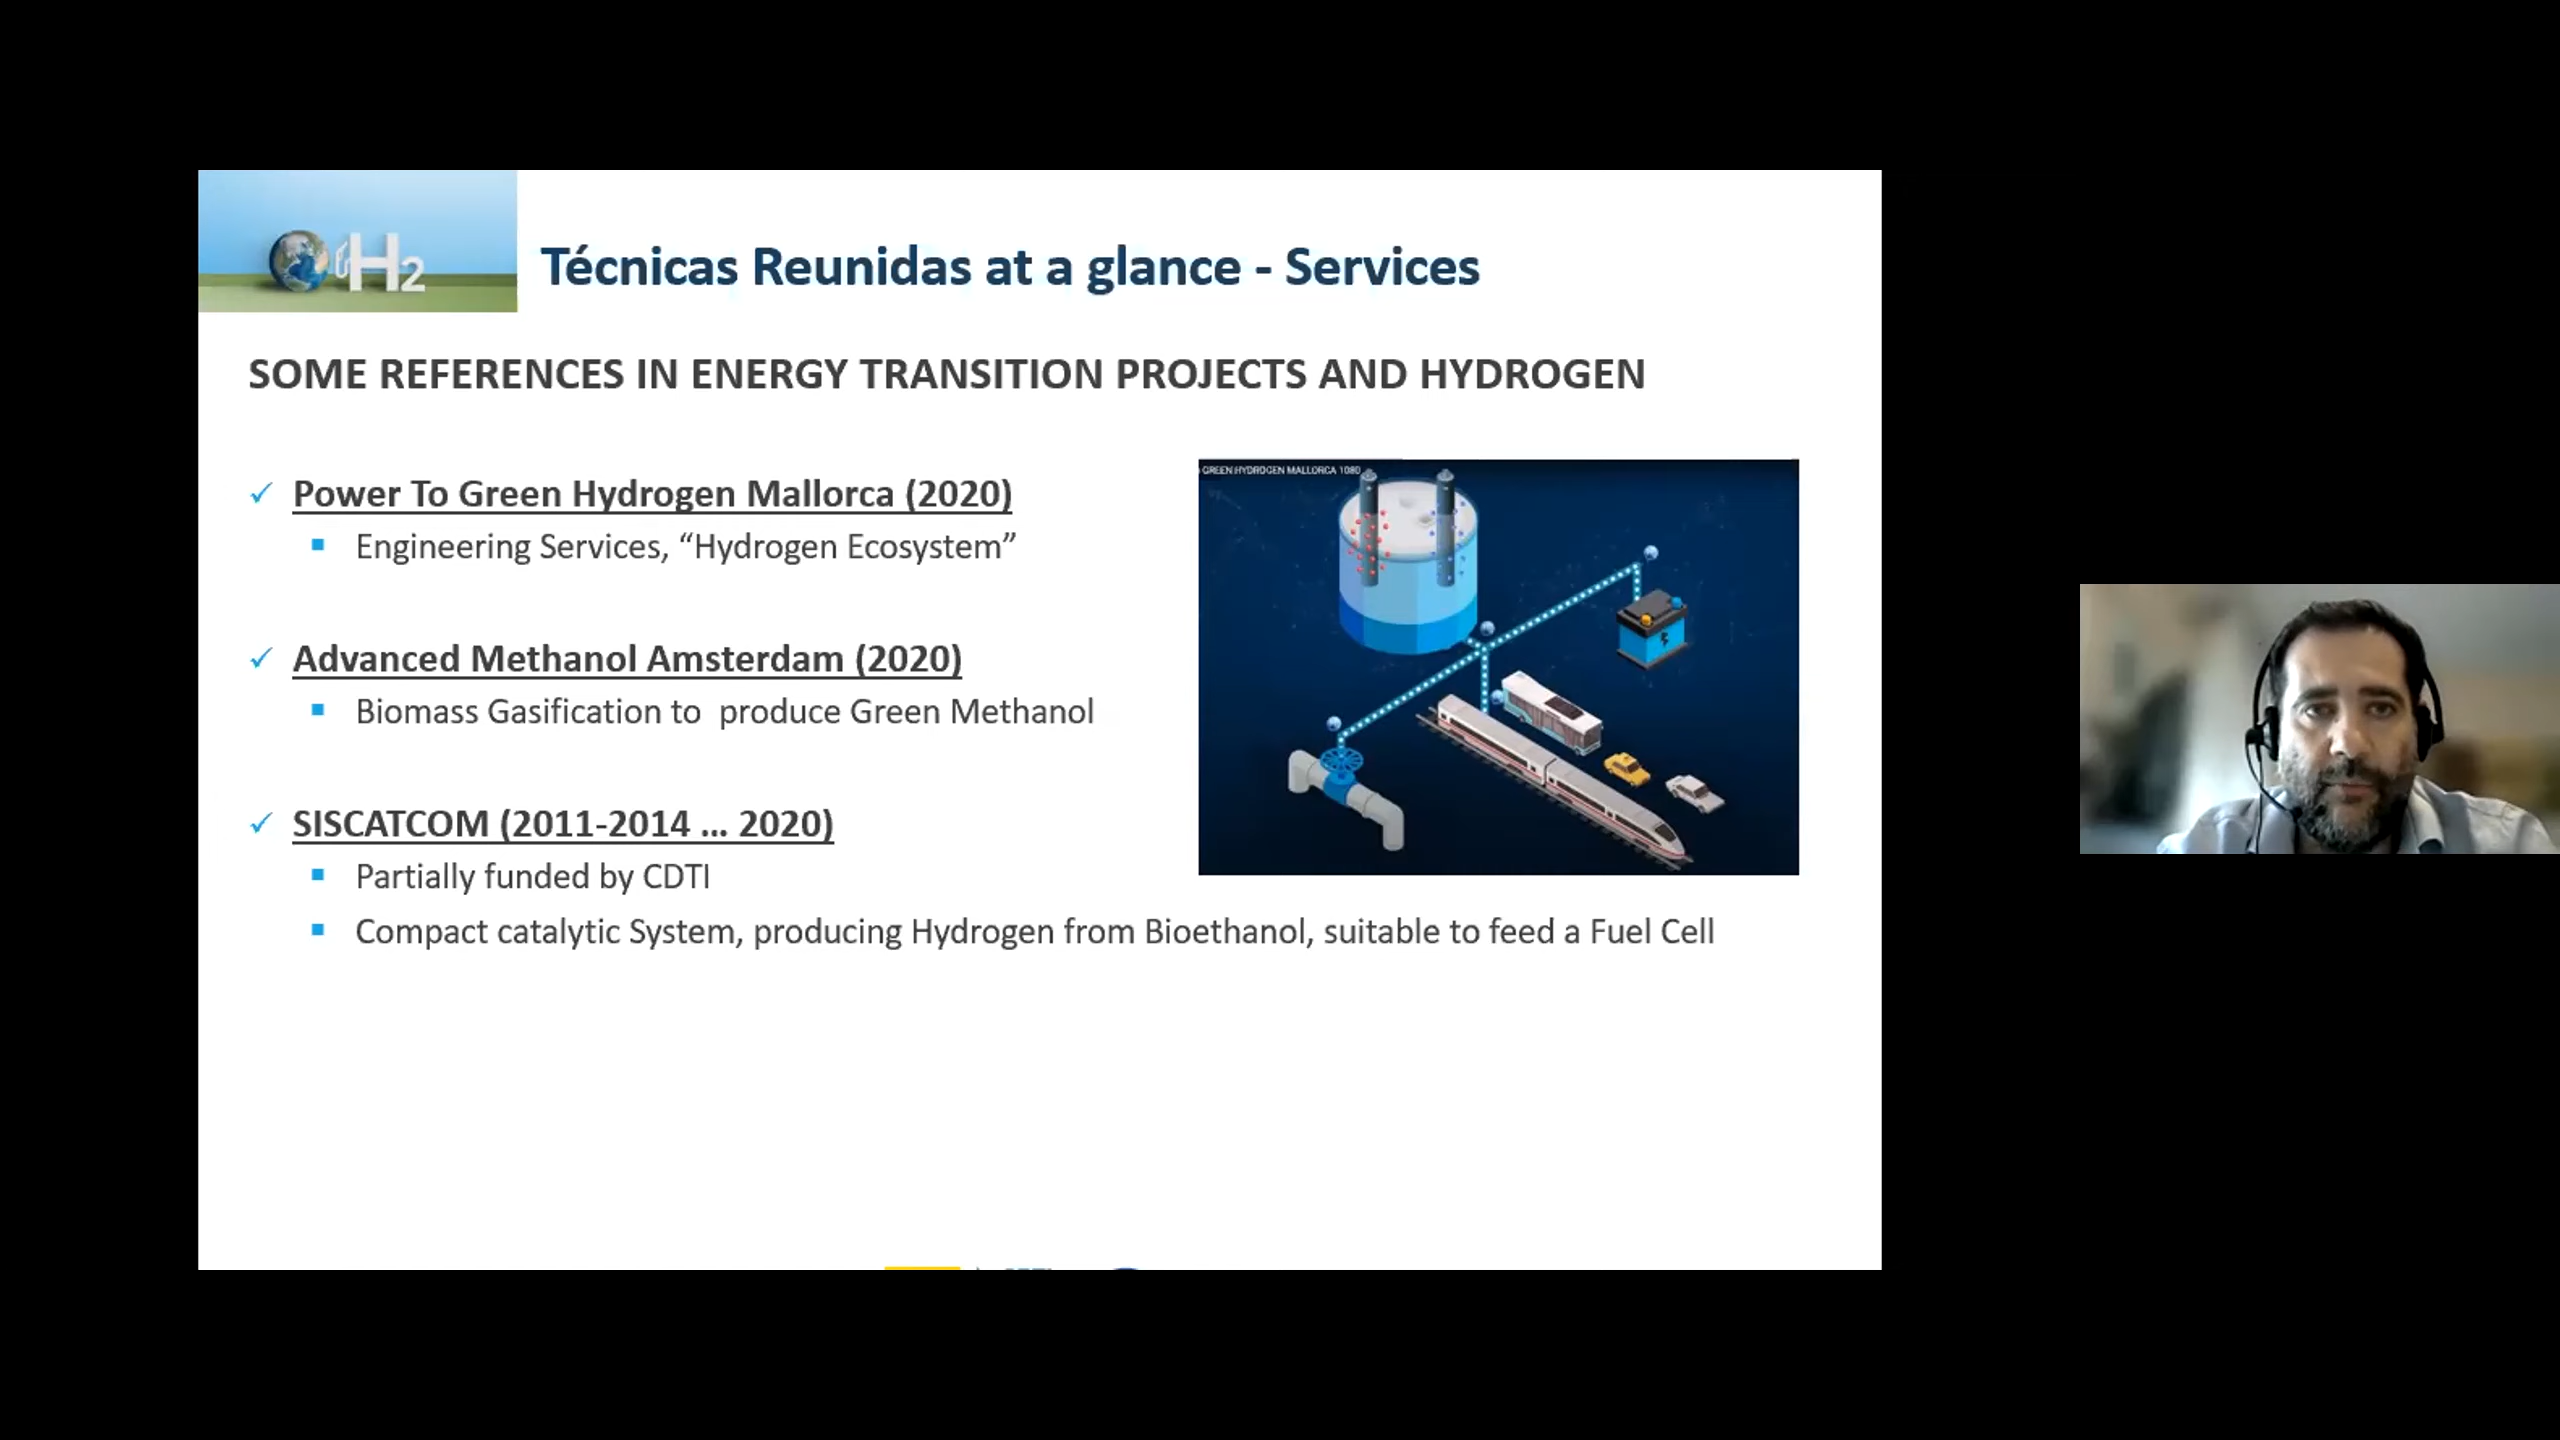 H2
Técnicas Reunidas at a glance - Services
SOME REFERENCES IN ENERGY TRANSITION PROJECTS AND HYDROGEN
✓ Power To Green Hydrogen Mallorca (2020)
▪ Engineering Services, “Hydrogen Ecosystem”
GREEN HYDROGEN MALLORCA 1080
✓ Advanced Methanol Amsterdam (2020)
▪ Biomass Gasification to produce Green Methanol
✓ SISCATCOM (2011-2014 ... 2020)
▪ Partially funded by CDTI
▪ Compact catalytic System, producing Hydrogen from Bioethanol, suitable to feed a Fuel Cell